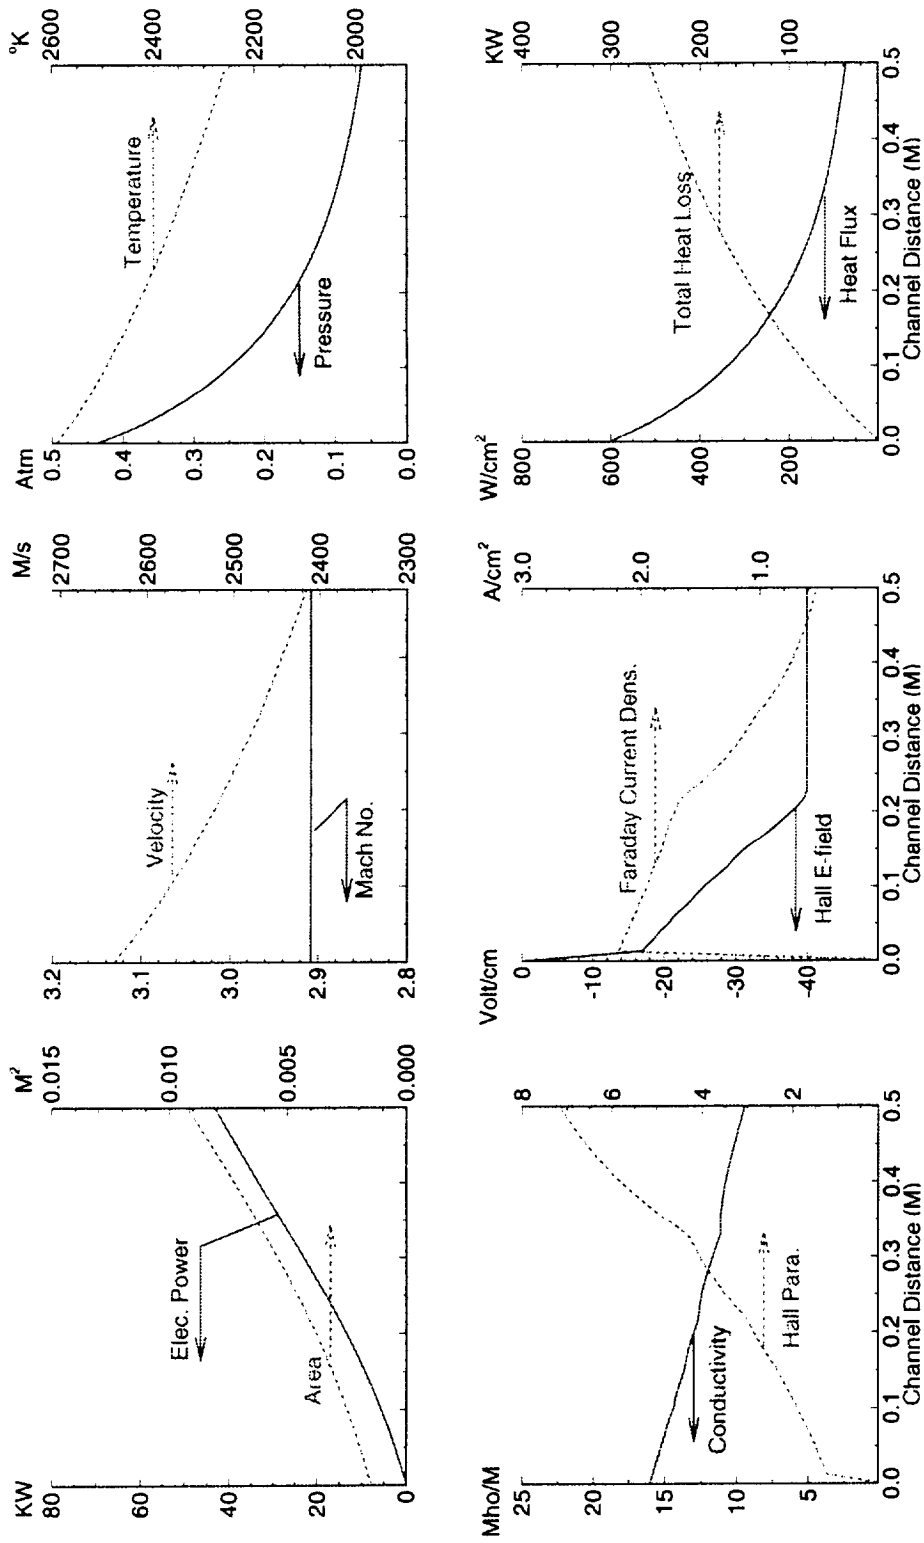 KW
M²
80
60
40
20
0
0.015
0.010
0.005
0.000
Elec. Power
Area
M/s
3.2
3.1
3.0
2.9
2.8
2700
2600
2500
2400
2300
Velocity
Mach No.
Atm
°K
0.5
0.4
0.3
0.2
0.1
0.0
2600
2400
2200
2000
Temperature
Pressure
Mho/M
25
20
15
10
5
8
6
4
2
Conductivity
Hall Para.
0.0 0.1 0.2 0.3 0.4 0.5
Channel Distance (M)
Volt/cm
A/cm²
0
-10
-20
-30
-40
3.0
2.0
1.0
Faraday Current Dens.
Hall E-field
0.0 0.1 0.2 0.3 0.4 0.5
Channel Distance (M)
W/cm²
KW
800
600
400
200
400
300
200
100
Total Heat Loss
Heat Flux
0.0 0.1 0.2 0.3 0.4 0.5
Channel Distance (M)